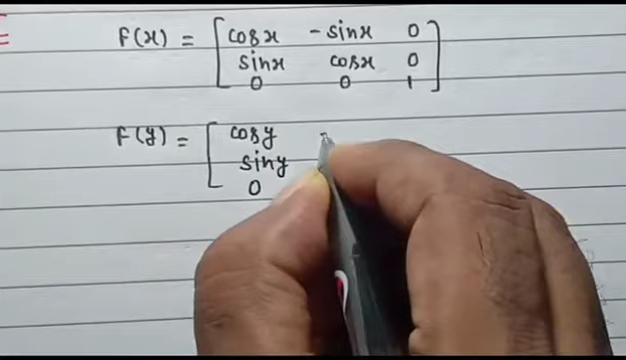 F(x) = [ cosx -sinx 0
sinx cosx 0
0 0 1 ]
F(y) = [ cosy
siny
0